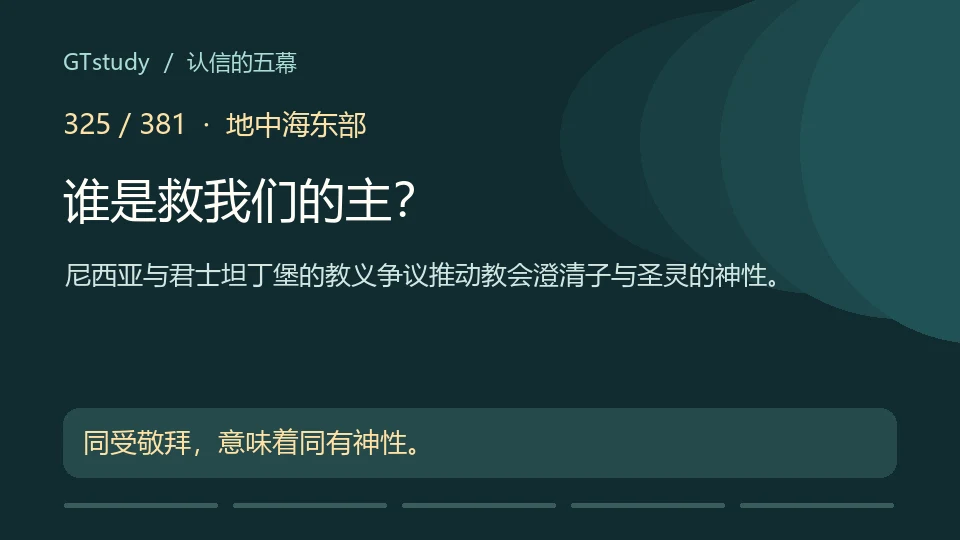 GTstudy / 认信的五幕
325 / 381 · 地中海东部
谁是救我们的主？
尼西亚与君士坦丁堡的教义争议推动教会澄清子与圣灵的神性。
同受敬拜，意味着同有神性。